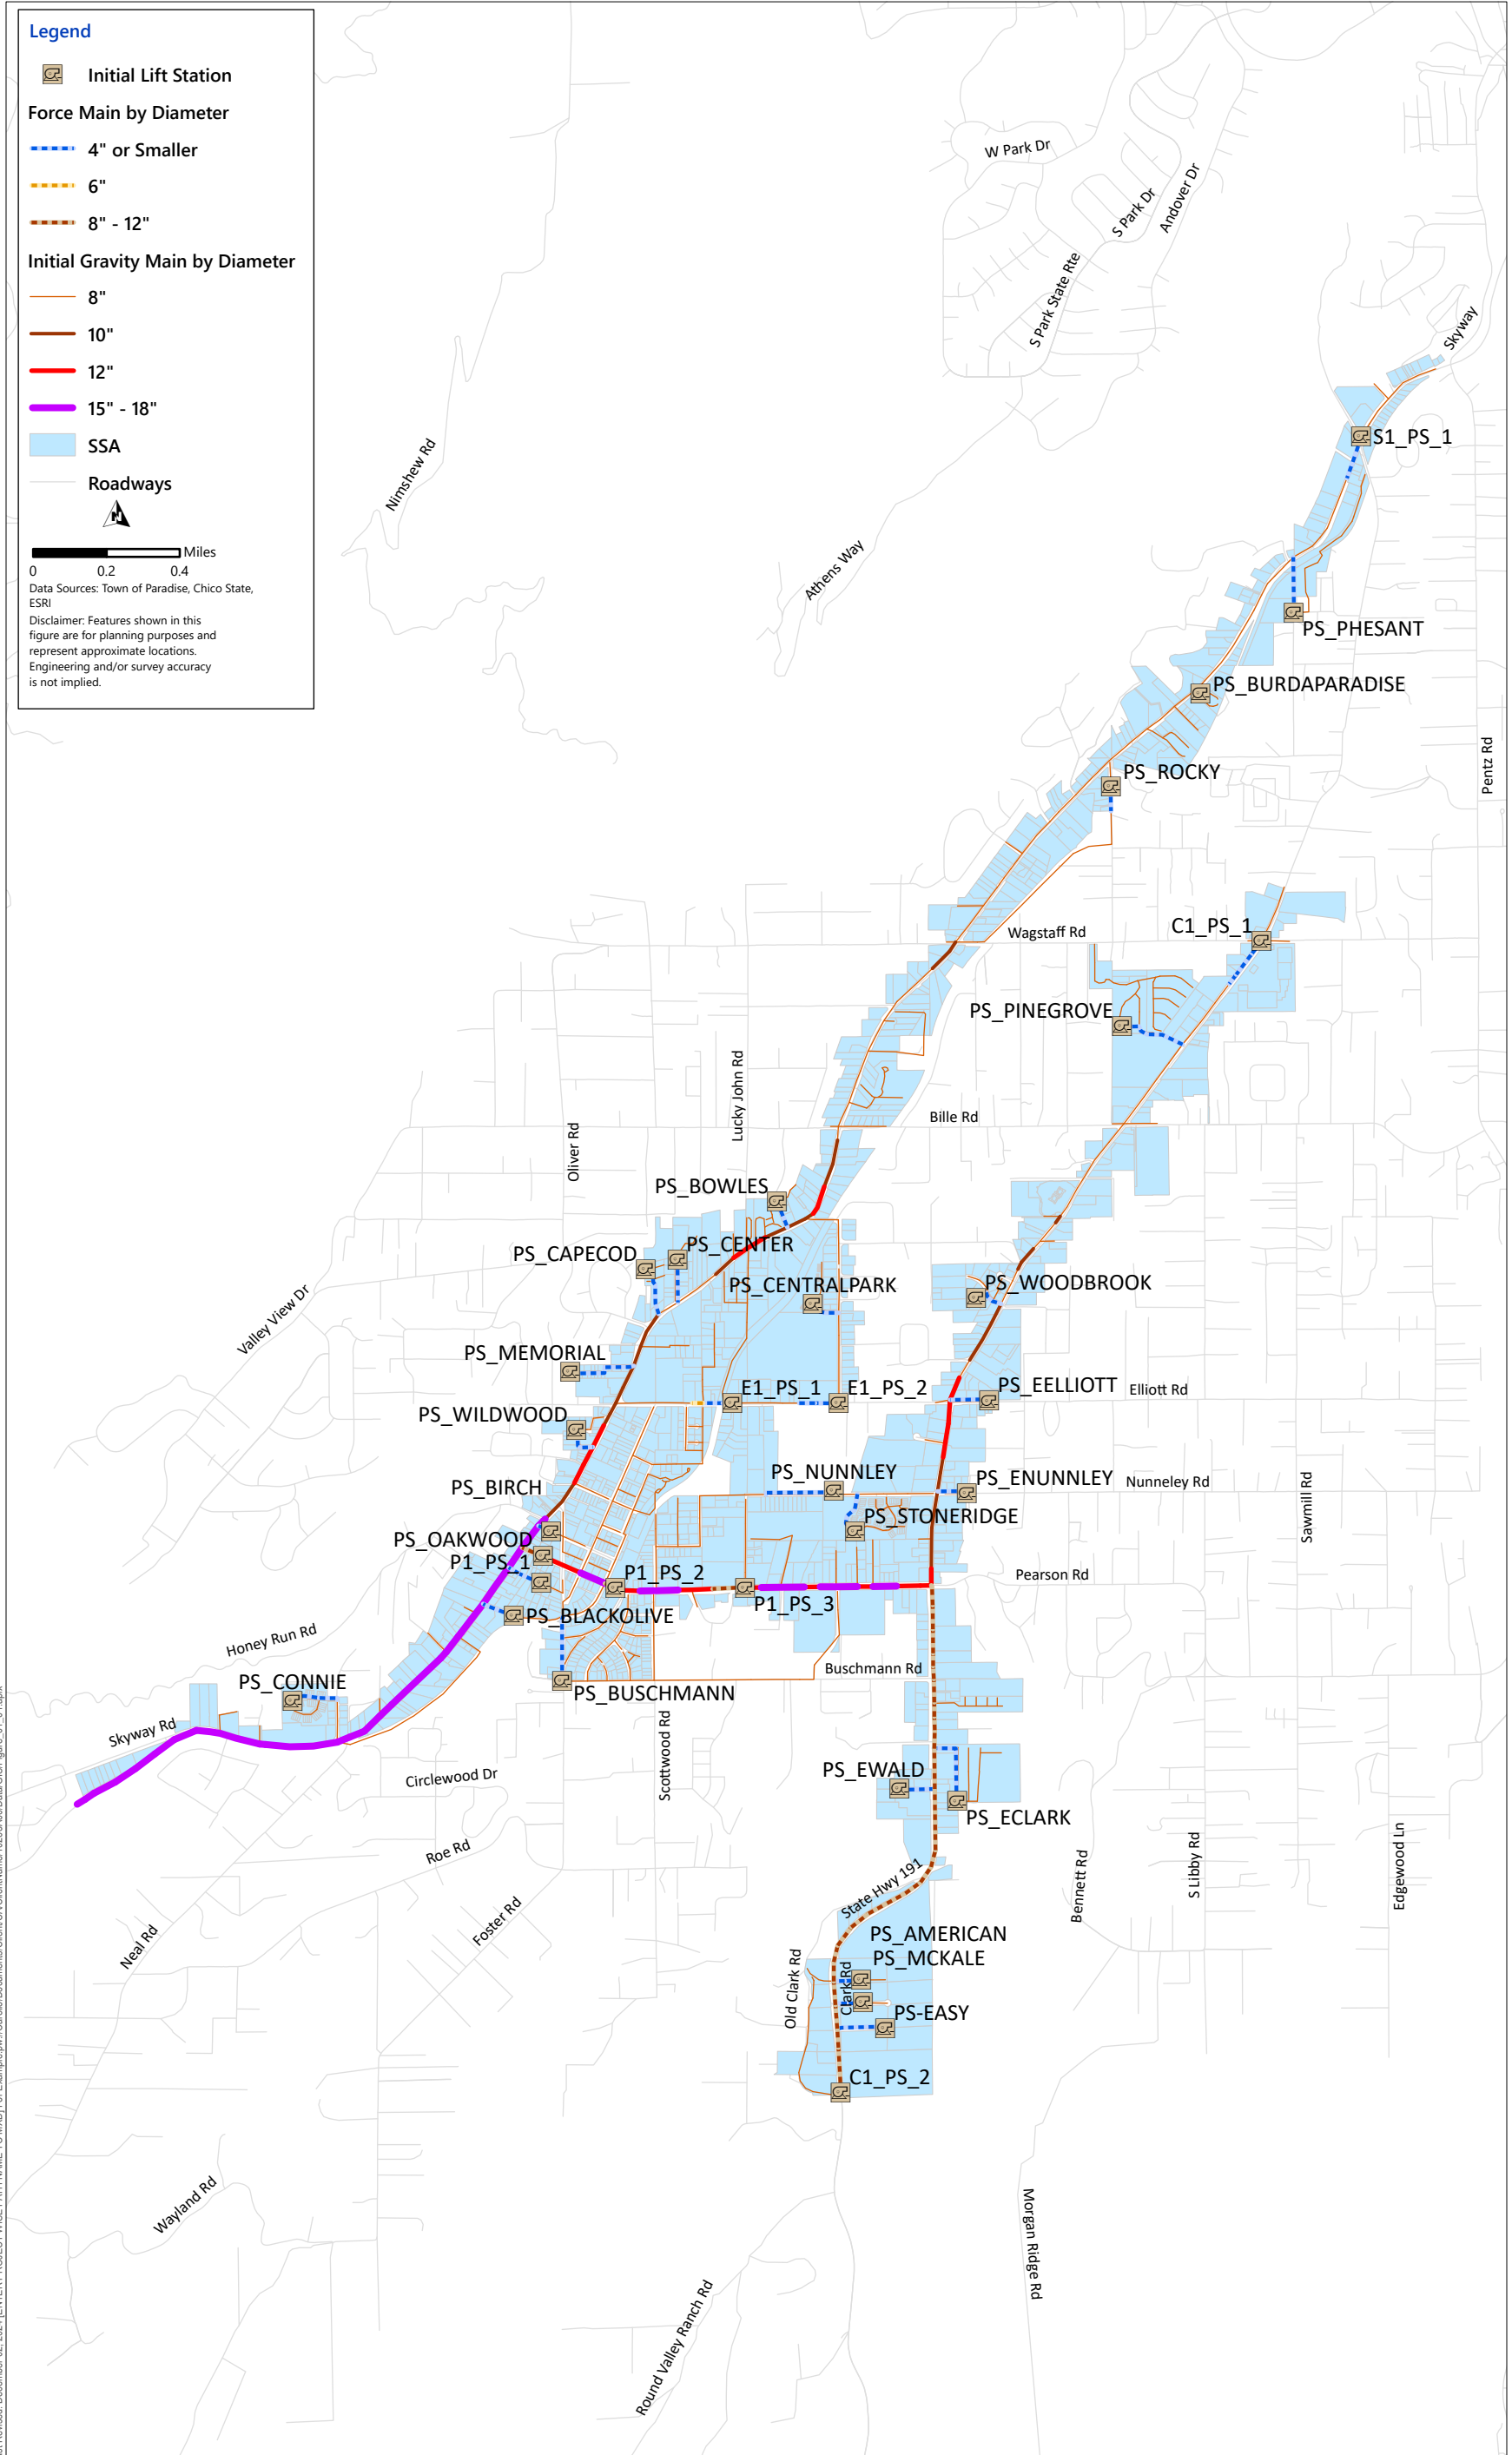 Legend
Initial Lift Station
Force Main by Diameter
4" or Smaller
6"
8" - 12"
Initial Gravity Main by Diameter
8"
10"
12"
15" - 18"
SSA
Roadways
N
Miles
0 0.2 0.4
Data Sources: Town of Paradise, Chico State,
ESRI
Disclaimer: Features shown in this
figure are for planning purposes and
represent approximate locations.
Engineering and/or survey accuracy
is not implied.
W Park Dr
S Park Dr
Andover Dr
S Park State Rte
Skyway
S1_PS_1
Nimshew Rd
Athens Way
PS_PHESANT
PS_BURDAPARADISE
Pentz Rd
PS_ROCKY
C1_PS_1
Wagstaff Rd
PS_PINEGROVE
Lucky John Rd
Bille Rd
Oliver Rd
PS_BOWLES
PS_CENTER
PS_CAPECOD
PS_CENTRALPARK
PS_WOODBROOK
Valley View Dr
PS_MEMORIAL
E1_PS_1
E1_PS_2
PS_EELLIOTT
Elliott Rd
PS_WILDWOOD
PS_NUNNLEY
PS_ENUNNLEY
Nunneley Rd
PS_BIRCH
Sawmill Rd
PS_STONERIDGE
PS_OAKWOOD
P1_PS_1
P1_PS_2
Pearson Rd
P1_PS_3
PS_BLACKOLIVE
Honey Run Rd
Buschmann Rd
PS_CONNIE
PS_BUSCHMANN
Skyway Rd
Scottwood Rd
Circlewood Dr
PS_EWALD
PS_ECLARK
Roe Rd
S Libby Rd
Edgewood Ln
Bennett Rd
State Hwy 191
Foster Rd
Neal Rd
PS_AMERICAN
PS_MCKALE
Old Clark Rd
Clark Rd
PS-EASY
C1_PS_2
Wayland Rd
Morgan Ridge Rd
Round Valley Ranch Rd